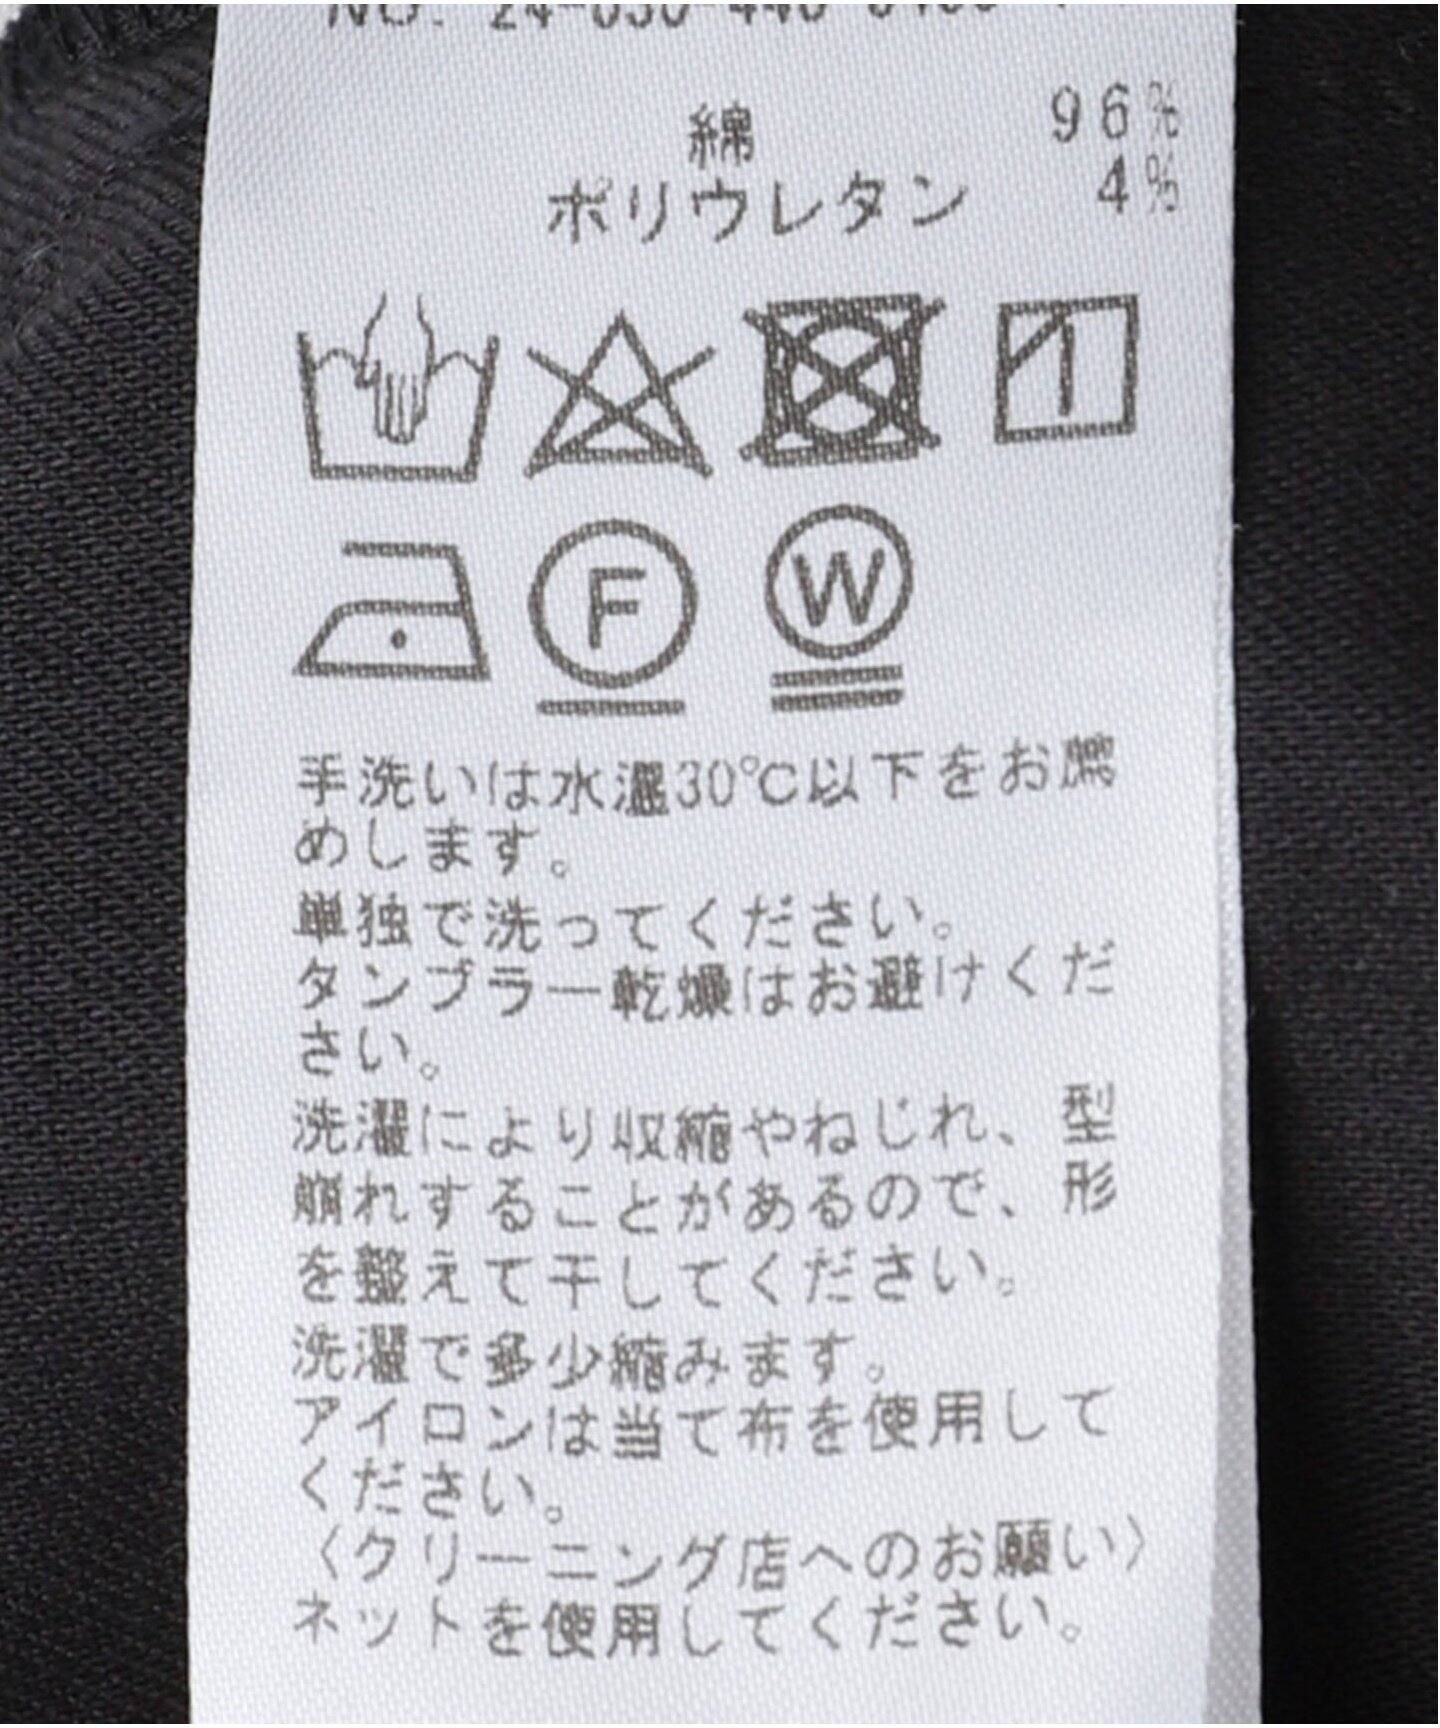 綿 96%
ポリウレタン 4%
F W
手洗いは水温30℃以下をお薦
めします。
単独で洗ってください。
タンブラー乾燥はお避けくだ
さい。
洗濯により収縮やねじれ、型
崩れすることがあるので、形
を整えて干してください。
洗濯で多少縮みます。
アイロンは当て布を使用して
ください。
〈クリーニング店へのお願い〉
ネットを使用してください。